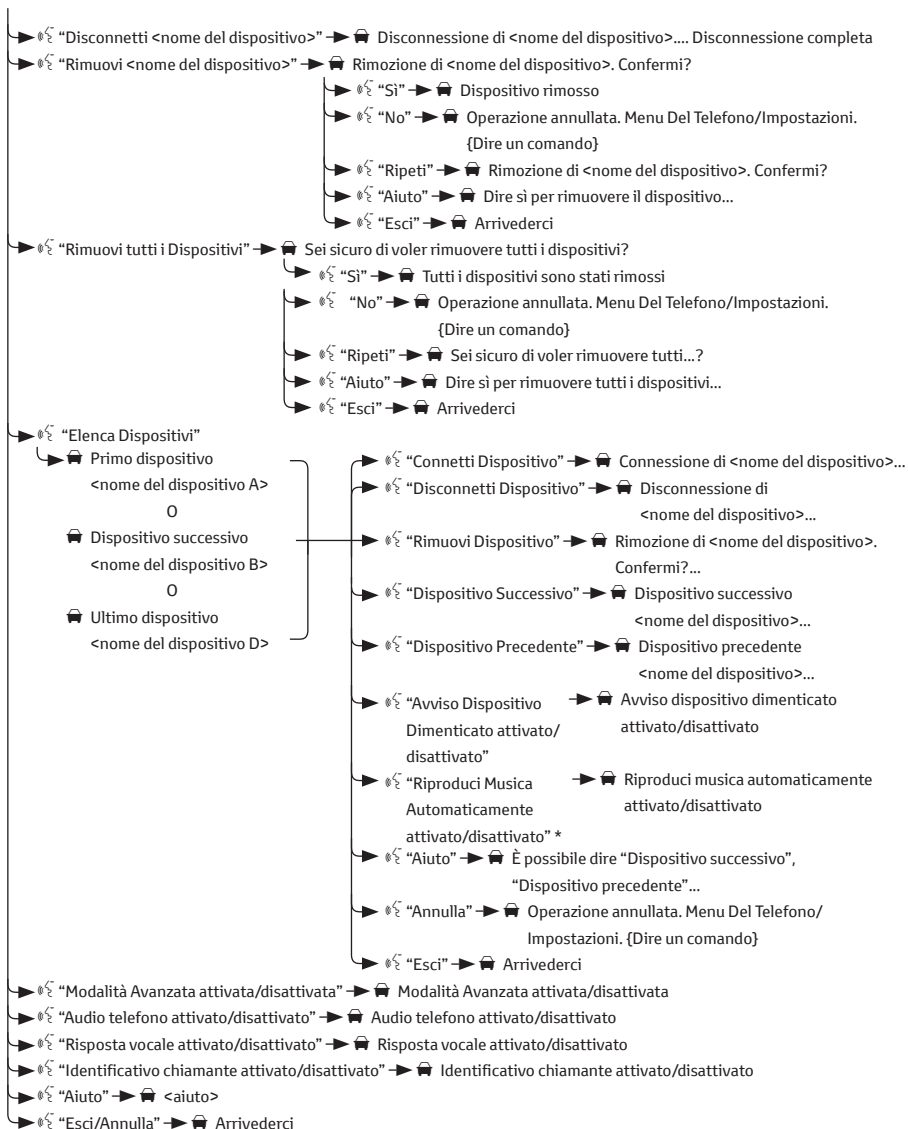 “Disconnetti <nome del dispositivo>” Disconnessione di <nome del dispositivo>.... Disconnessione completa
“Rimuovi <nome del dispositivo>” Rimozione di <nome del dispositivo>. Confermi?
“Sì” Dispositivo rimosso
“No” Operazione annullata. Menu Del Telefono/Impostazioni.
{Dire un comando}
“Ripeti” Rimozione di <nome del dispositivo>. Confermi?
“Aiuto” Dire sì per rimuovere il dispositivo...
“Esci” Arrivederci
“Rimuovi tutti i Dispositivi” Sei sicuro di voler rimuovere tutti i dispositivi?
“Sì” Tutti i dispositivi sono stati rimossi
“No” Operazione annullata. Menu Del Telefono/Impostazioni.
{Dire un comando}
“Ripeti” Sei sicuro di voler rimuovere tutti...?
“Aiuto” Dire sì per rimuovere tutti i dispositivi...
“Esci” Arrivederci
“Elenca Dispositivi”
Primo dispositivo
<nome del dispositivo A>
O
Dispositivo successivo
<nome del dispositivo B>
O
Ultimo dispositivo
<nome del dispositivo D>
“Connetti Dispositivo” Connessione di <nome del dispositivo>...
“Disconnetti Dispositivo” Disconnessione di
<nome del dispositivo>...
“Rimuovi Dispositivo” Rimozione di <nome del dispositivo>.
Confermi?...
“Dispositivo Successivo” Dispositivo successivo
<nome del dispositivo>...
“Dispositivo Precedente” Dispositivo precedente
<nome del dispositivo>...
“Avviso Dispositivo
Dimenticato attivato/
disattivato”
Avviso dispositivo dimenticato
attivato/disattivato
“Riproduci Musica
Automaticamente
attivato/disattivato” *
Riproduci musica automaticamente
attivato/disattivato
“Aiuto” È possibile dire “Dispositivo successivo”,
“Dispositivo precedente”...
“Annulla” Operazione annullata. Menu Del Telefono/
Impostazioni. {Dire un comando}
“Esci” Arrivederci
“Modalità Avanzata attivata/disattivata” Modalità Avanzata attivata/disattivata
“Audio telefono attivato/disattivato” Audio telefono attivato/disattivato
“Risposta vocale attivato/disattivato” Risposta vocale attivato/disattivato
“Identificativo chiamante attivato/disattivato” Identificativo chiamante attivato/disattivato
“Aiuto” <aiuto>
“Esci/Annulla” Arrivederci